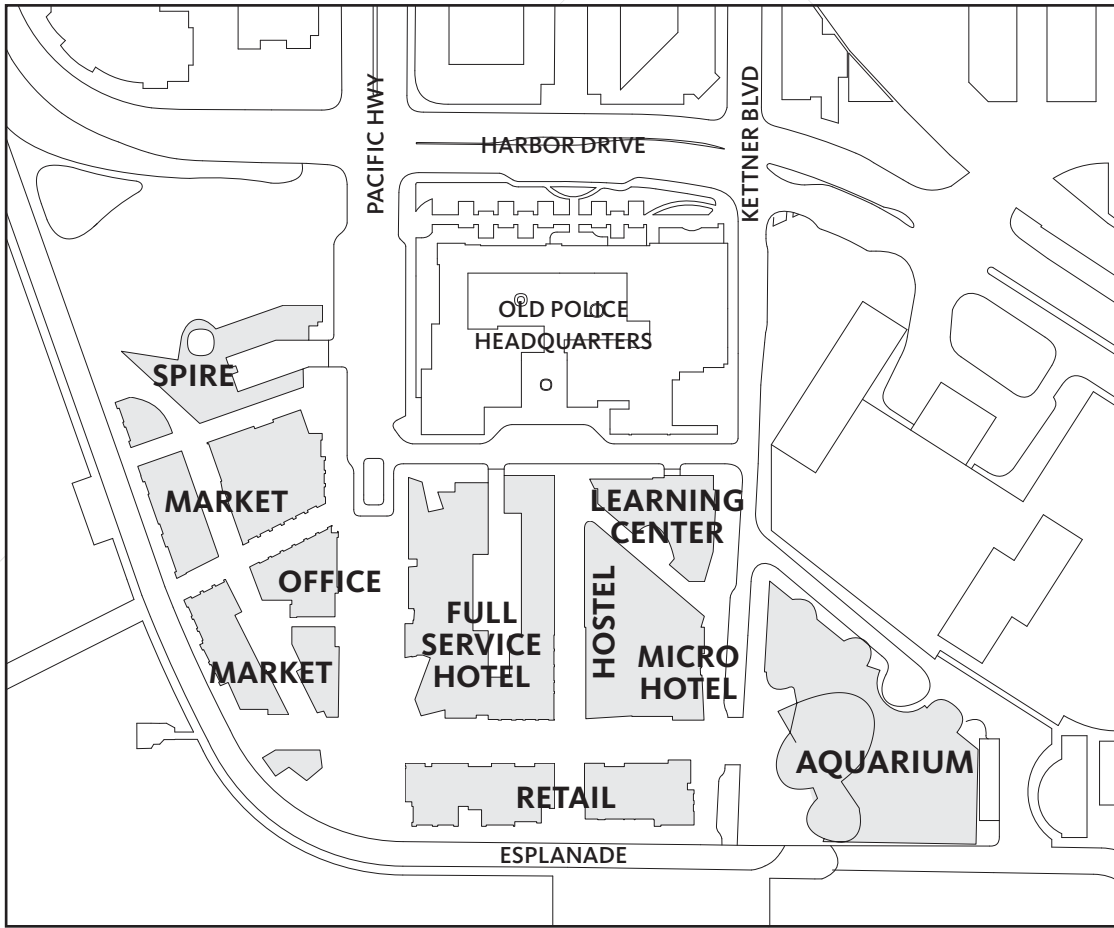 PACIFIC HWY
HARBOR DRIVE
KETTNER BLVD
OLD POLICE
HEADQUARTERS
SPIRE
MARKET
LEARNING
CENTER
OFFICE
FULL
SERVICE
HOTEL
HOSTEL
MICRO
HOTEL
MARKET
AQUARIUM
RETAIL
ESPLANADE